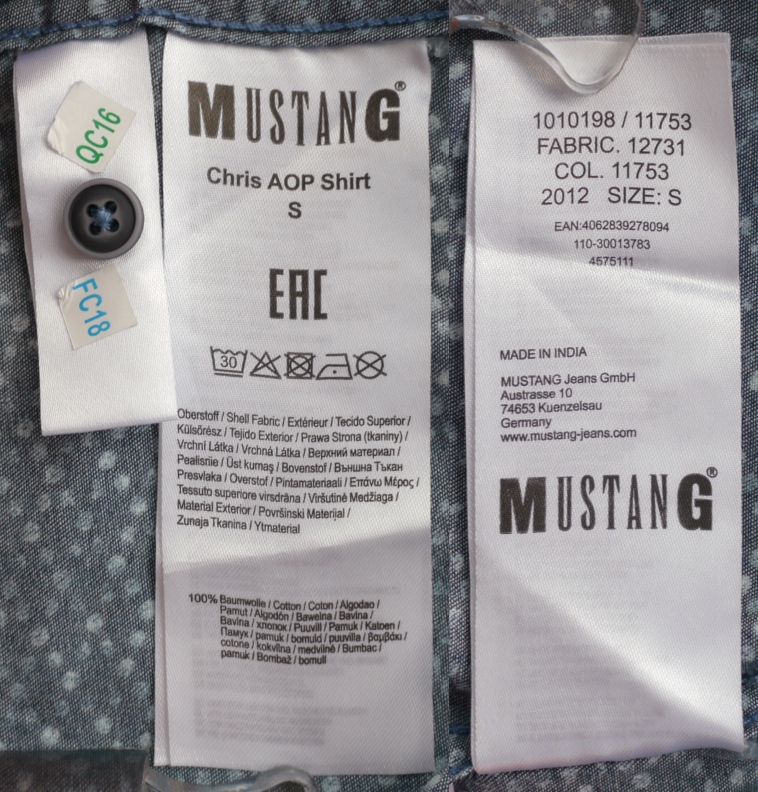 QC16
FC18
MUSTANG®
Chris AOP Shirt
S
EAC
30
Oberstoff / Shell Fabric / Extérieur / Tecido Superior /
Külsőrész / Tejido Exterior / Prawa Strona (tkaniny) /
Vrchní Látka / Vrchná Látka / Верхний материал /
Pealisriie / Üst kumaş / Bovenstof / Външна Тъкан
Presvlaka / Overstof / Pintamateriaali / Επάνω Μέρος /
Tessuto superiore virsdrāna / Viršutinė Medžiaga /
Material Exterior / Površinski Materijal /
Zunaja Tkanina / Ytmaterial
100% Baumwolle / Cotton / Coton / Algodao /
Pamut / Algodón / Bawelna / Bavlna /
Bavlna / хлопок / Puuvill / Pamuk / Katoen /
Памук / pamuk / bomuld / puuvilla / βαμβάκι /
cotone / kokvilna / medvilnė / Bumbac /
pamuk / Bombaž / bomull
1010198 / 11753
FABRIC. 12731
COL. 11753
2012 SIZE: S
EAN:4062839278094
110-30013783
4575111
MADE IN INDIA
MUSTANG Jeans GmbH
Austrasse 10
74653 Kuenzelsau
Germany
www.mustang-jeans.com
MUSTANG®